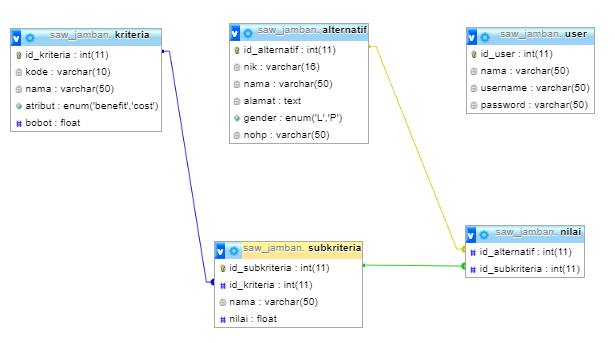 saw_jamban. kriteria
id_kriteria : int(11)
kode : varchar(10)
nama : varchar(50)
atribut : enum('benefit','cost')
bobot : float
saw_jamban. alternatif
id_alternatif : int(11)
nik : varchar(16)
nama : varchar(50)
alamat : text
gender : enum('L','P')
nohp : varchar(50)
saw_jamban. user
id_user : int(11)
nama : varchar(50)
username : varchar(50)
password : varchar(50)
saw_jamban. subkriteria
id_subkriteria : int(11)
id_kriteria : int(11)
nama : varchar(50)
nilai : float
saw_jamban. nilai
id_alternatif : int(11)
id_subkriteria : int(11)